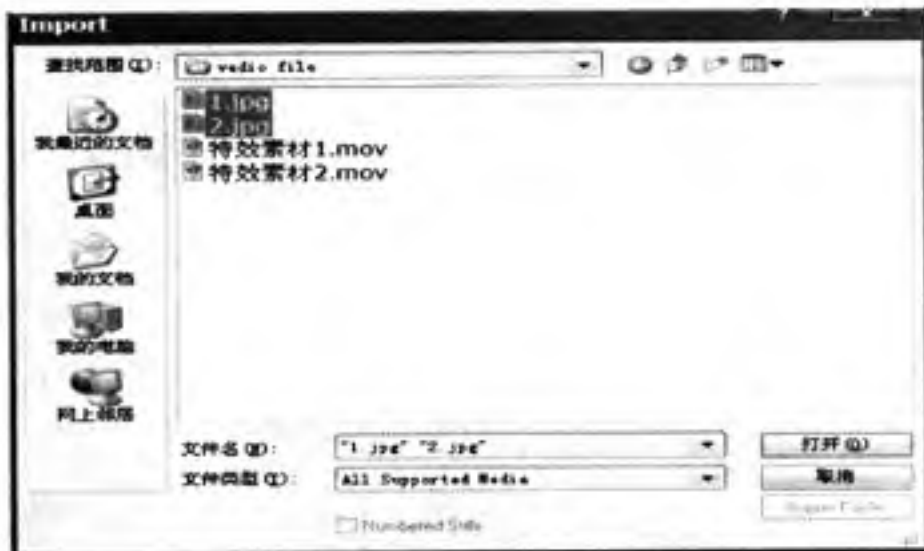 Import
查找范围(I):
vedio file
1.jpg
2.jpg
特效素材1.mov
特效素材2.mov
我最近的文档
桌面
我的文档
我的电脑
网上邻居
文件名(N):
"1.jpg" "2.jpg"
打开(O)
文件类型(T):
All Supported Media
取消
Numbered Stills